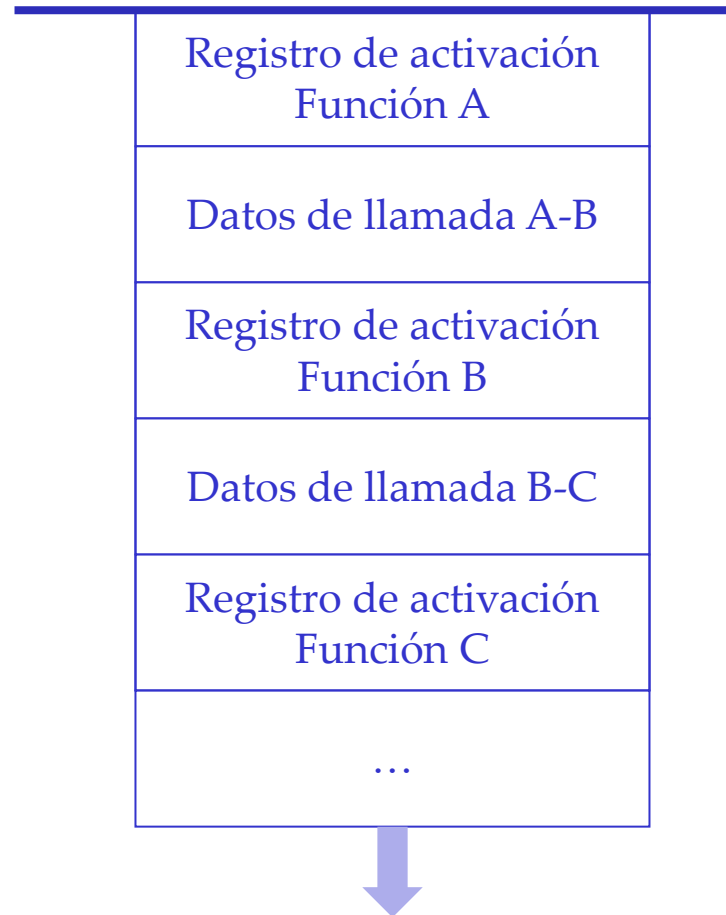 Registro de activación
Función A
Datos de llamada A-B
Registro de activación
Función B
Datos de llamada B-C
Registro de activación
Función C
…